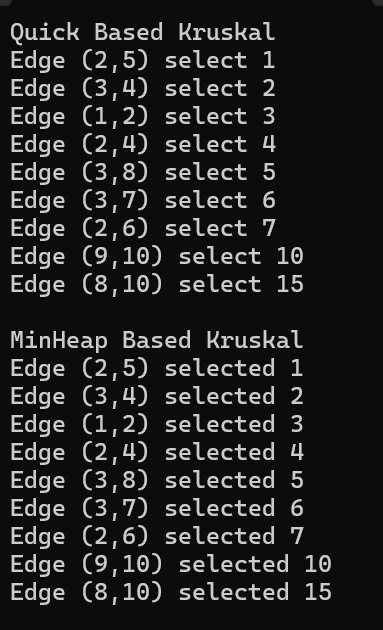 Quick Based Kruskal
Edge (2,5) select 1
Edge (3,4) select 2
Edge (1,2) select 3
Edge (2,4) select 4
Edge (3,8) select 5
Edge (3,7) select 6
Edge (2,6) select 7
Edge (9,10) select 10
Edge (8,10) select 15
MinHeap Based Kruskal
Edge (2,5) selected 1
Edge (3,4) selected 2
Edge (1,2) selected 3
Edge (2,4) selected 4
Edge (3,8) selected 5
Edge (3,7) selected 6
Edge (2,6) selected 7
Edge (9,10) selected 10
Edge (8,10) selected 15